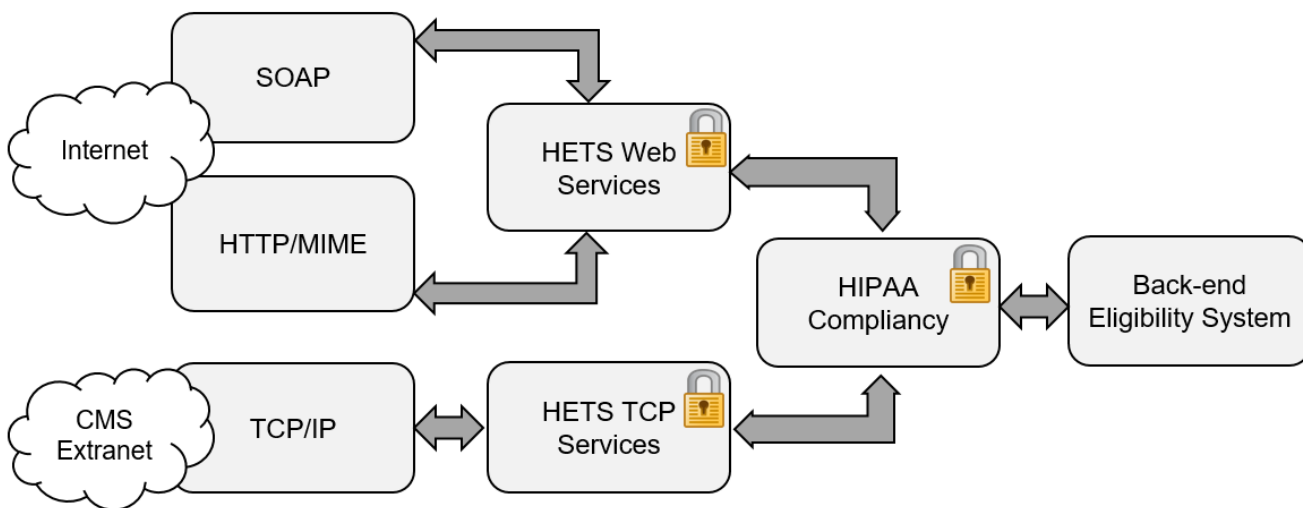 SOAP
Internet
HTTP/MIME
HETS Web
Services
HIPAA
Compliancy
Back-end
Eligibility System
CMS
Extranet
TCP/IP
HETS TCP
Services